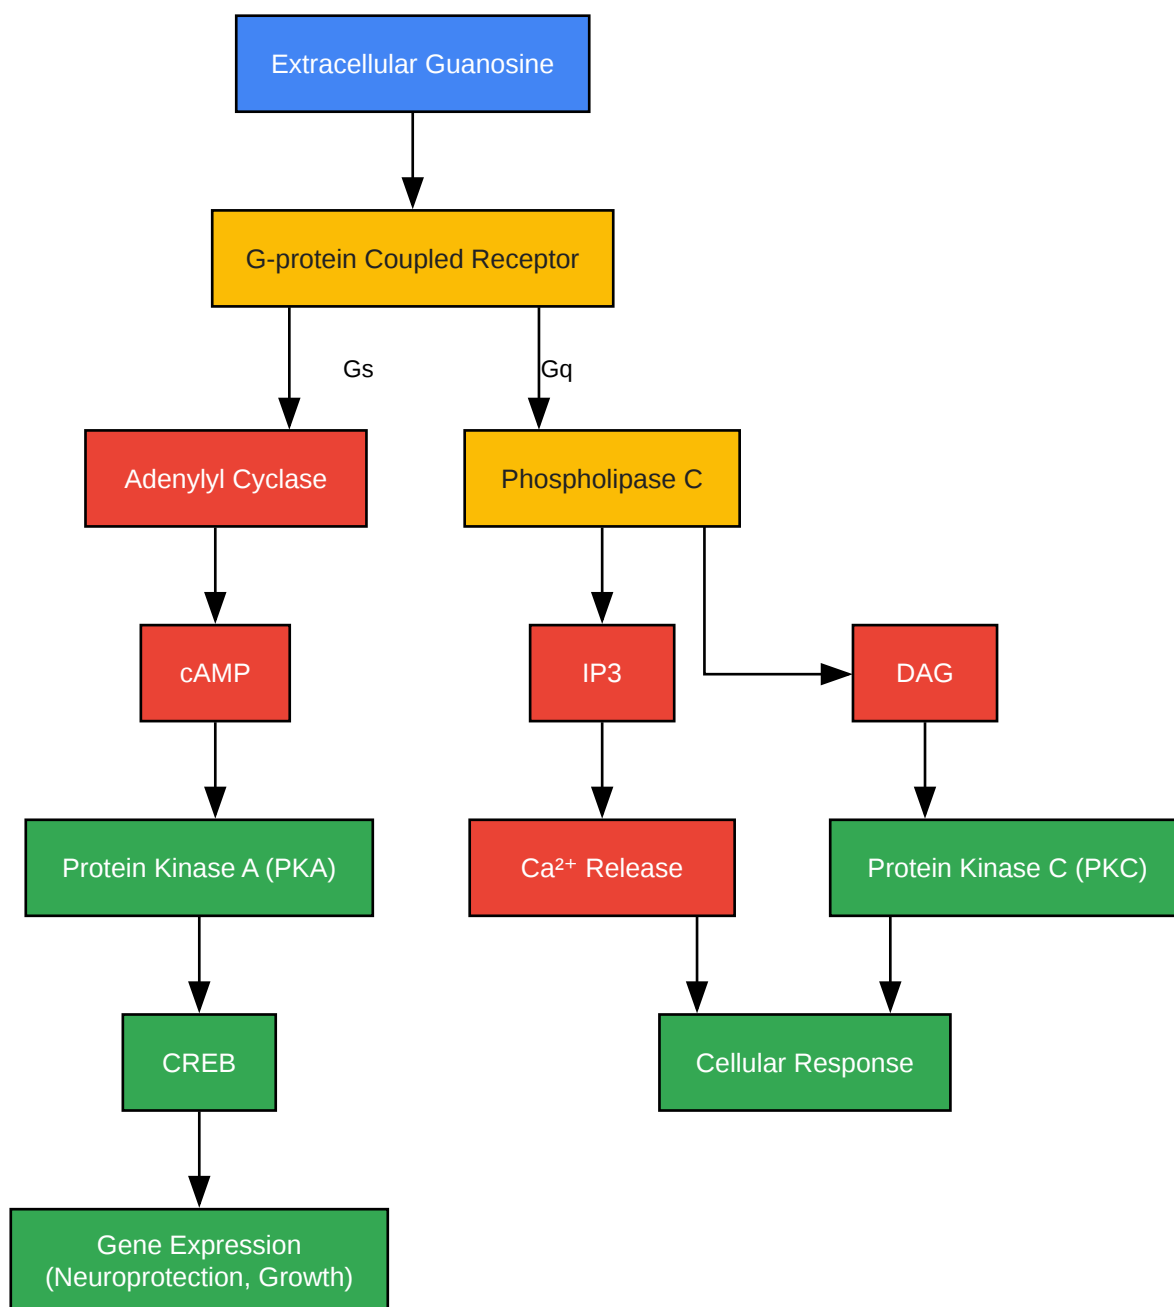 Extracellular Guanosine
G-protein Coupled Receptor
Gs
Gq
Adenylyl Cyclase
Phospholipase C
cAMP
IP3
DAG
Protein Kinase A (PKA)
Ca²⁺ Release
Protein Kinase C (PKC)
CREB
Cellular Response
Gene Expression
(Neuroprotection, Growth)